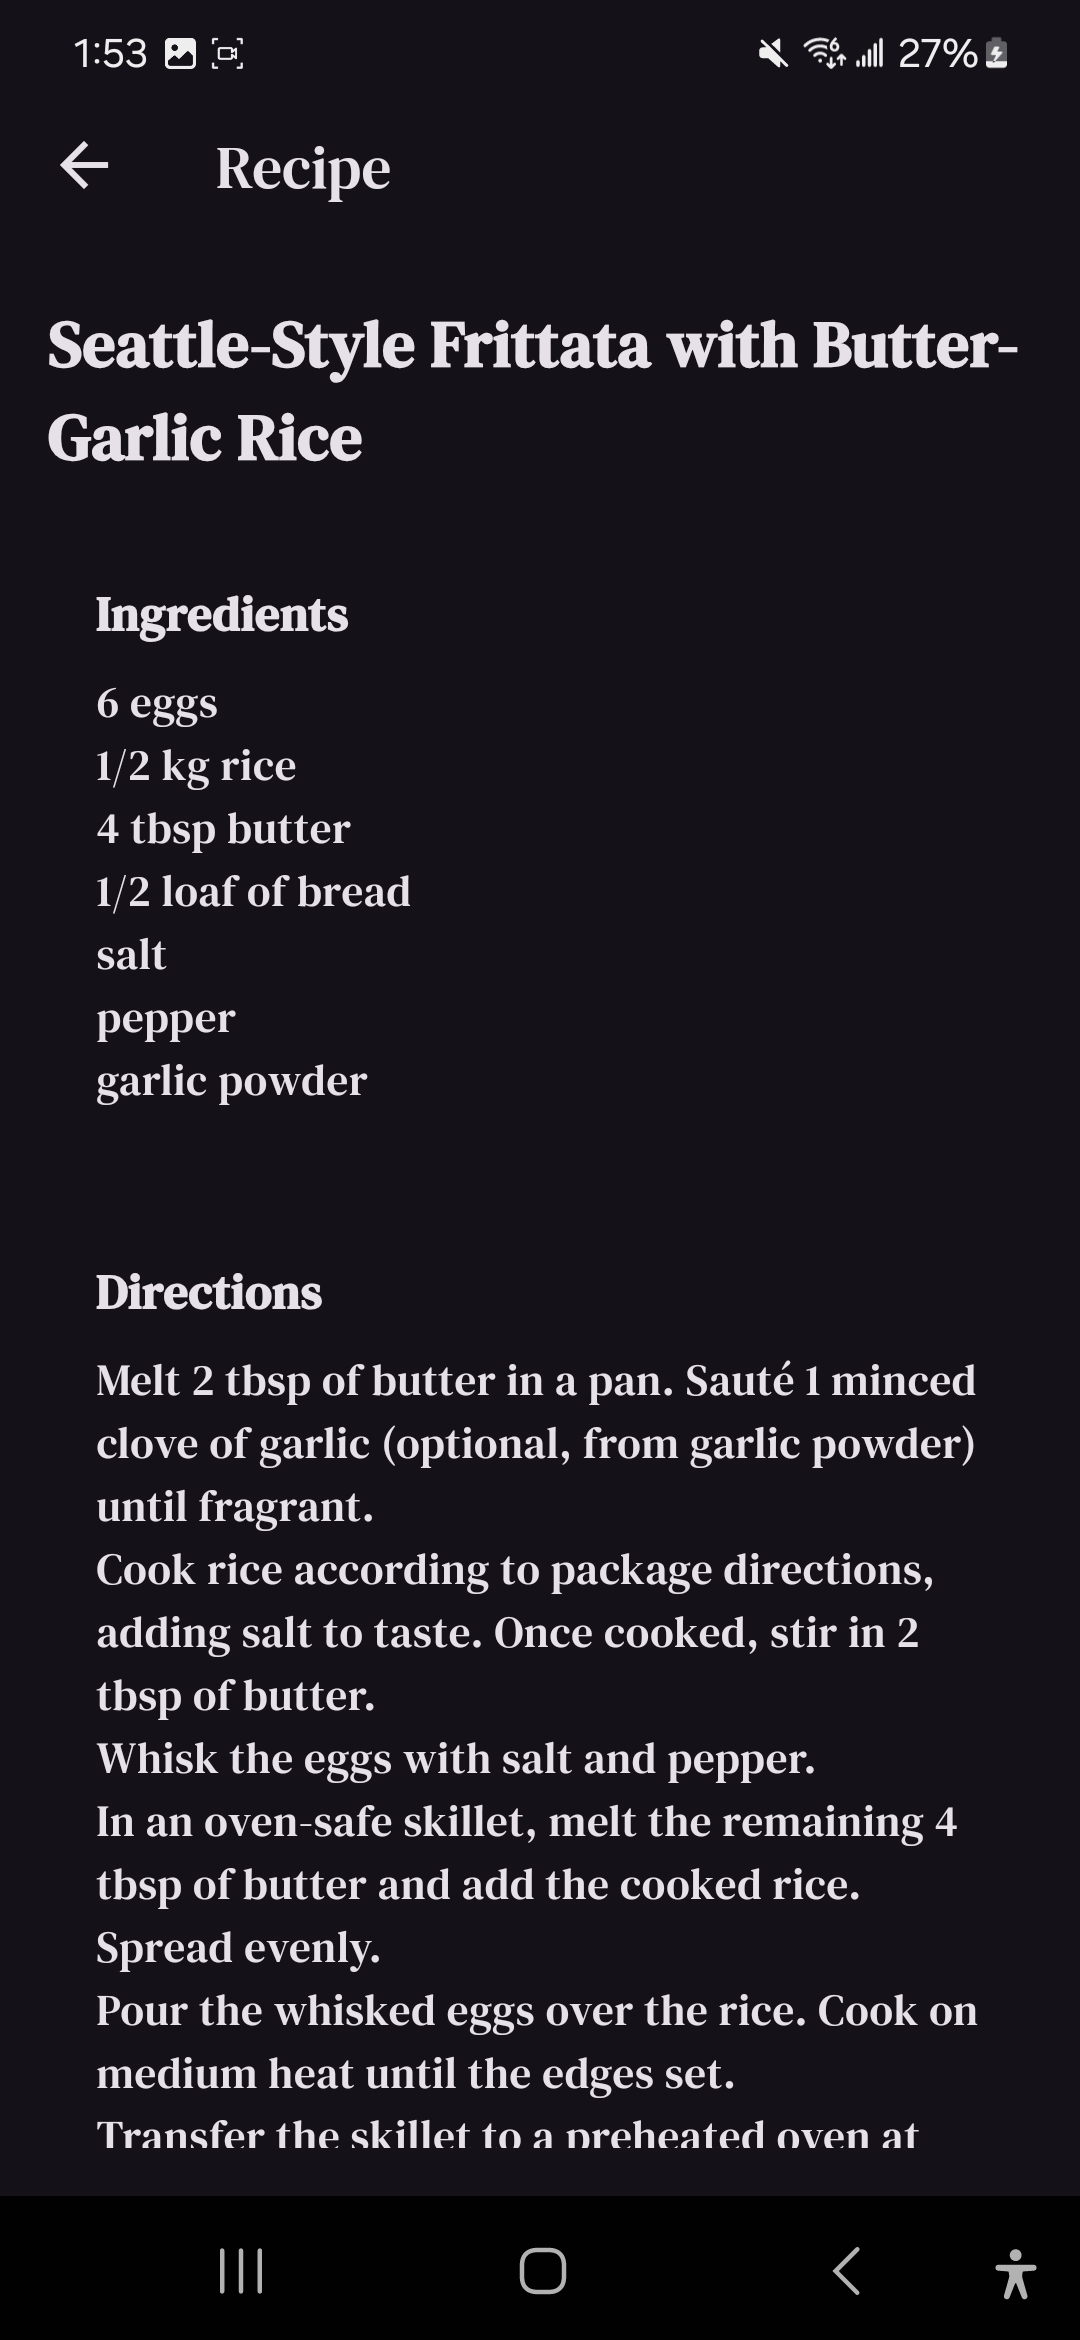 1:53
27%
Recipe
Seattle-Style Frittata with Butter-
Garlic Rice
Ingredients
6 eggs
1/2 kg rice
4 tbsp butter
1/2 loaf of bread
salt
pepper
garlic powder
Directions
Melt 2 tbsp of butter in a pan. Sauté 1 minced
clove of garlic (optional, from garlic powder)
until fragrant.
Cook rice according to package directions,
adding salt to taste. Once cooked, stir in 2
tbsp of butter.
Whisk the eggs with salt and pepper.
In an oven-safe skillet, melt the remaining 4
tbsp of butter and add the cooked rice.
Spread evenly.
Pour the whisked eggs over the rice. Cook on
medium heat until the edges set.
Transfer the skillet to a preheated oven at